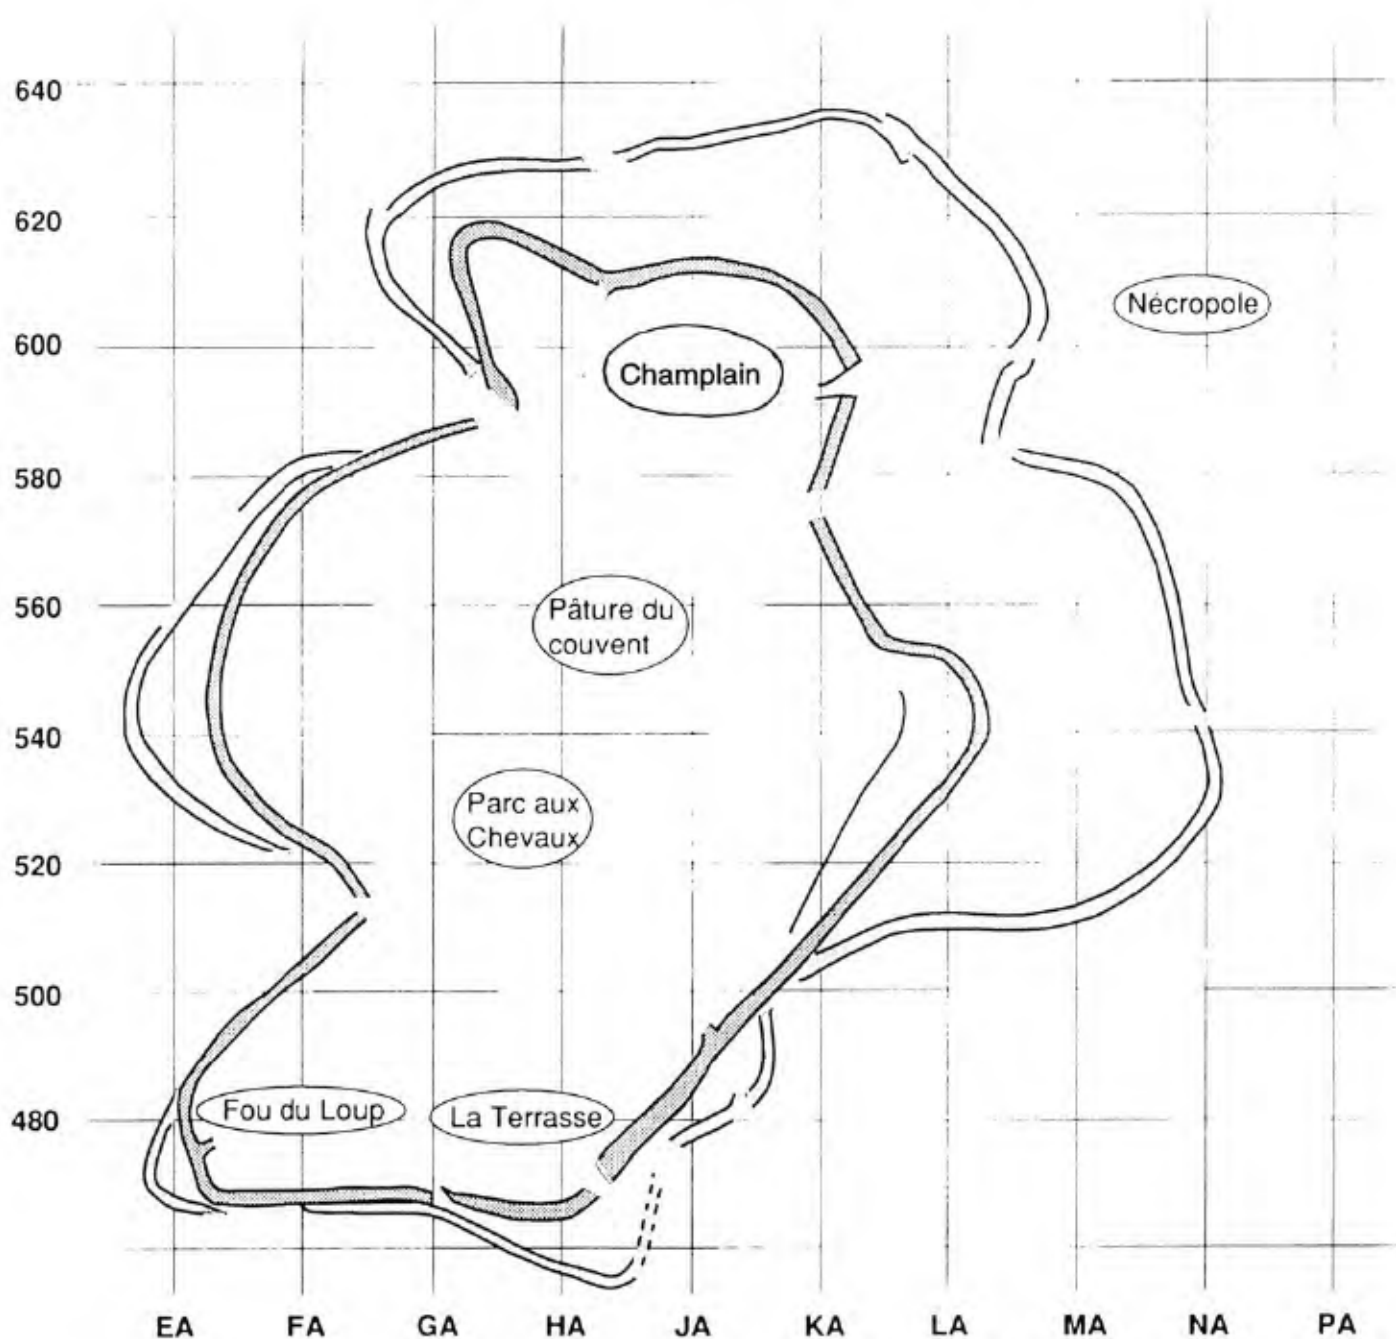 640
620
Nécropole
600
Champlain
580
560
Pâture du
couvent
540
Parc aux
Chevaux
520
500
480
Fou du Loup
La Terrasse
EA FA GA HA JA KA LA MA NA PA